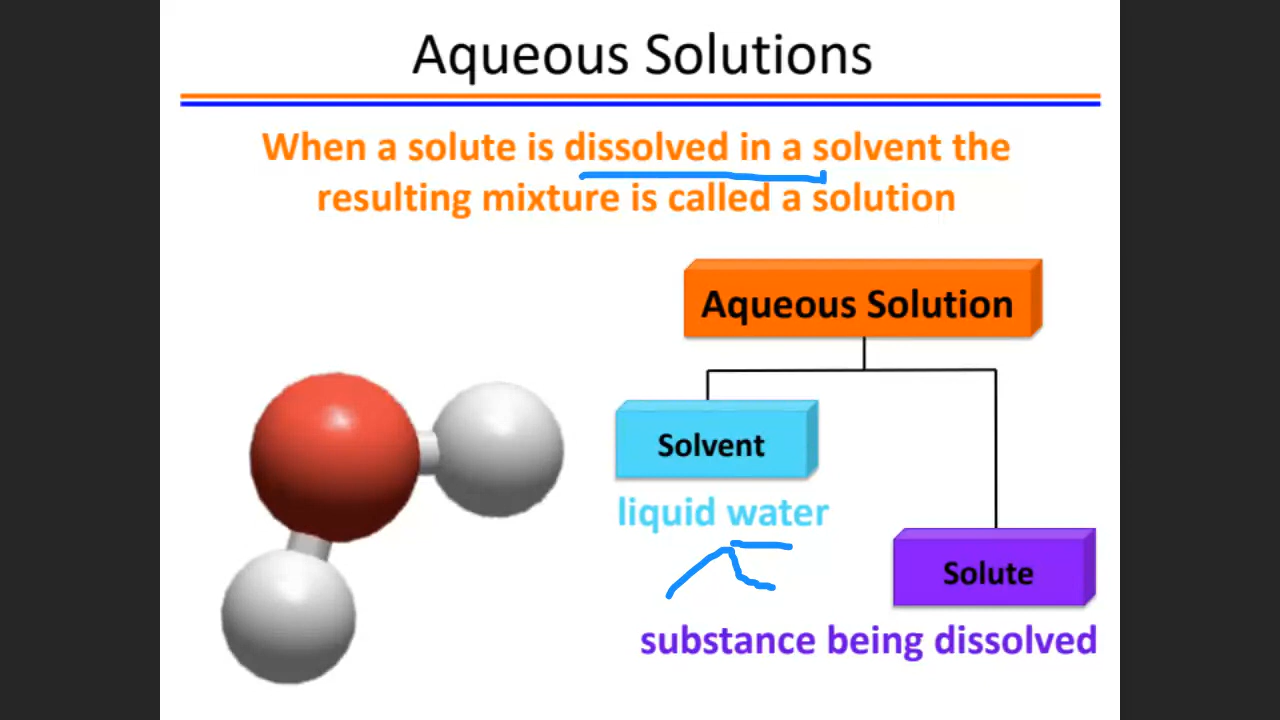 Aqueous Solutions
When a solute is dissolved in a solvent the
resulting mixture is called a solution
Aqueous Solution
Solvent
liquid water
Solute
substance being dissolved